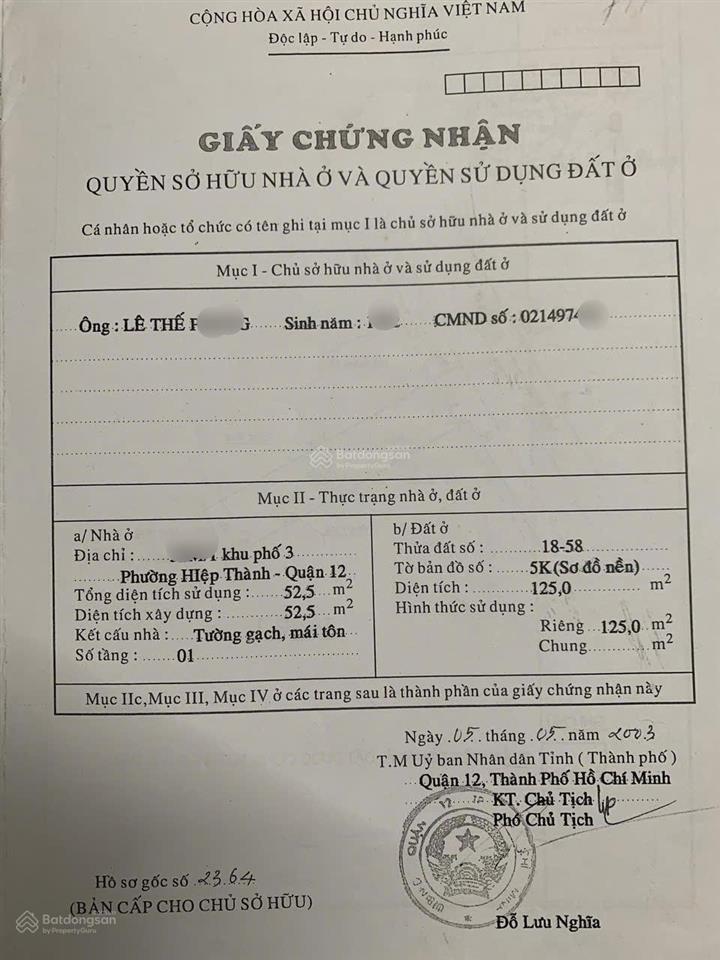 CỘNG HÒA XÃ HỘI CHỦ NGHĨA VIỆT NAM
Độc lập - Tự do - Hạnh phúc
GIẤY CHỨNG NHẬN
QUYỀN SỞ HỮU NHÀ Ở VÀ QUYỀN SỬ DỤNG ĐẤT Ở
Cá nhân hoặc tổ chức có tên ghi tại mục I là chủ sở hữu nhà ở và sử dụng đất ở
Mục I - Chủ sở hữu nhà ở và sử dụng đất ở
Ông : LÊ THẾ Sinh năm : CMND số : 0214974
Batdongsan
by PropertyGuru
Mục II - Thực trạng nhà ở, đất ở
a/ Nhà ở
Địa chỉ : khu phố 3
Phường HIệp Thành - Quận 12
Tổng diện tích sử dụng : 52,5 m2
Diện tích xây dựng : 52,5 m2
Kết cấu nhà : Tường gạch, mái tôn
Số tầng : 01
b/ Đất ở
Thửa đất số : 18-58
Tờ bản đồ số : 5K(Sơ đồ nền)
Diện tích : 125,0 m2
Hình thức sử dụng :
Riêng 125,0 m2
Chung m2
Mục IIc,Mục III, Mục IV ở các trang sau là thành phần của giấy chứng nhận này
Ngày 05 tháng 05 năm 2003
T.M Uỷ ban Nhân dân Tỉnh ( Thành phố )
Quận 12, Thành Phố Hồ Chí Minh
KT. Chủ Tịch
Phó Chủ Tịch
QUẬN 12
Hồ sơ gốc số 2364
(BẢN CẤP CHO CHỦ SỞ HỮU)
Đỗ Lưu Nghĩa
Batdongsan
by PropertyGuru